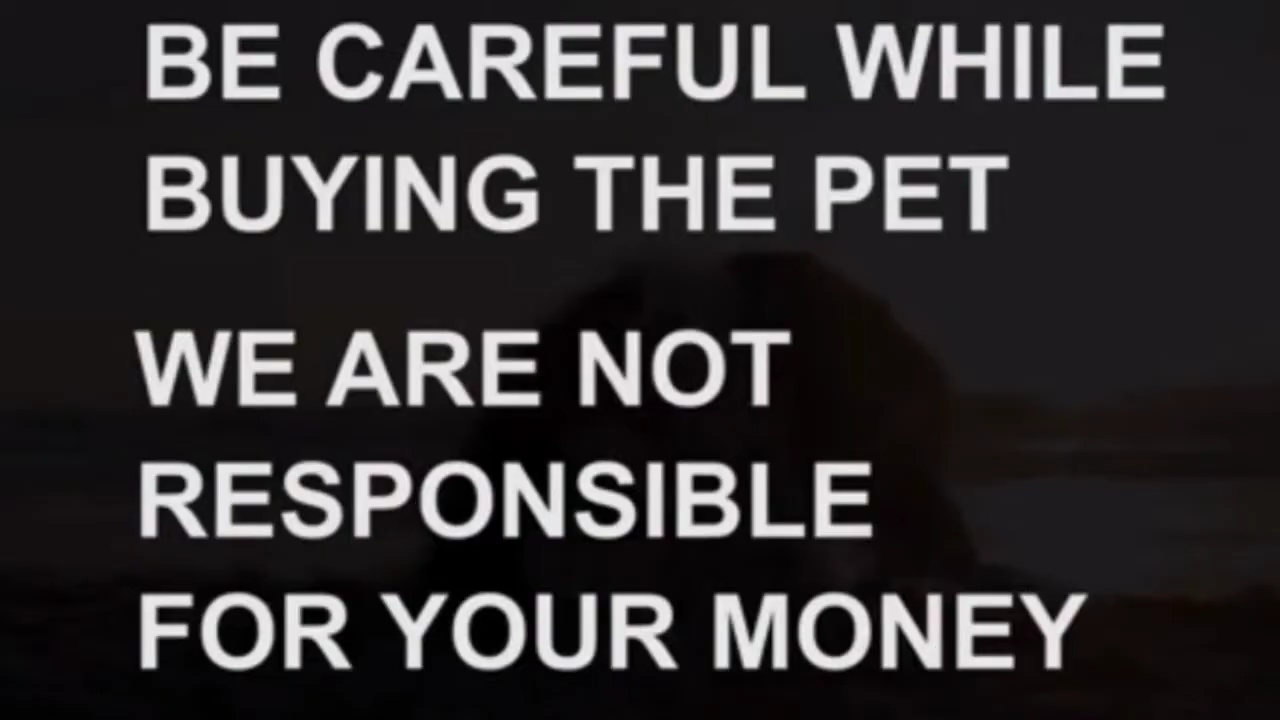 BE CAREFUL WHILE
BUYING THE PET
WE ARE NOT
RESPONSIBLE
FOR YOUR MONEY